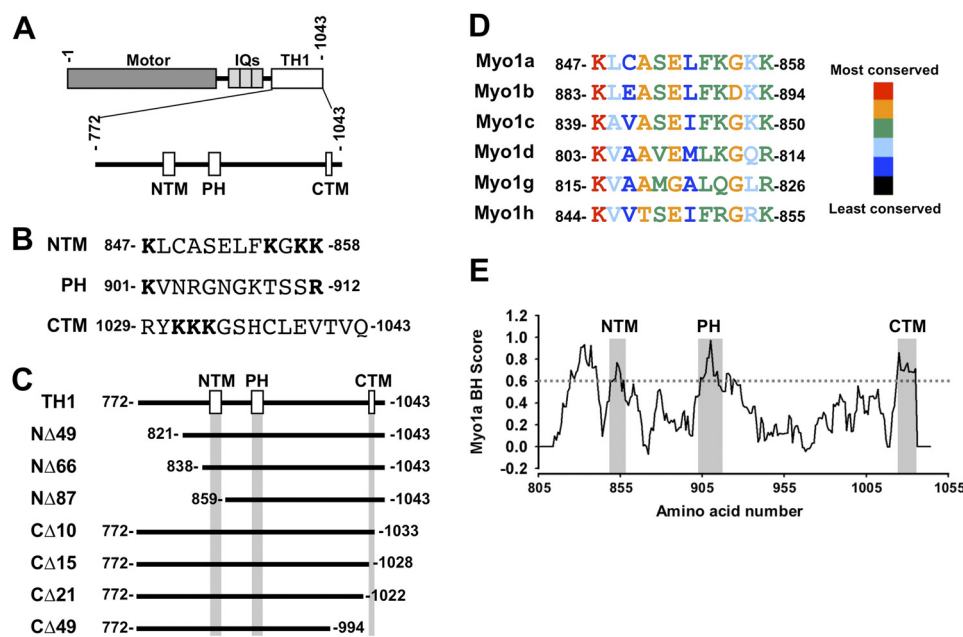 A
1
1043
Motor
IQs
TH1
772
1043
NTM
PH
CTM
B
NTM 847- KLCASELFKGKK -858
PH 901- KVNRGNGKTSSR -912
CTM 1029- RYKKKGSHCLEVTVQ -1043
C
NTM PH CTM
TH1 772- -1043
NΔ49 821- -1043
NΔ66 838- -1043
NΔ87 859- -1043
CΔ10 772- -1033
CΔ15 772- -1028
CΔ21 772- -1022
CΔ49 772- -994
D
Myo1a 847- KLCASELFKGKK -858
Myo1b 883- KLEASELFKDKK -894
Myo1c 839- KAVASEIFKGKK -850
Myo1d 803- KVAAVEMLKGQR -814
Myo1g 815- KVAAMGALQGLR -826
Myo1h 844- KVVTSEIFRGRK -855
Most conserved
Least conserved
E
NTM PH CTM
Myo1a BH Score
1.2
1.0
0.8
0.6
0.4
0.2
0.0
-0.2
805 855 905 955 1005 1055
Amino acid number